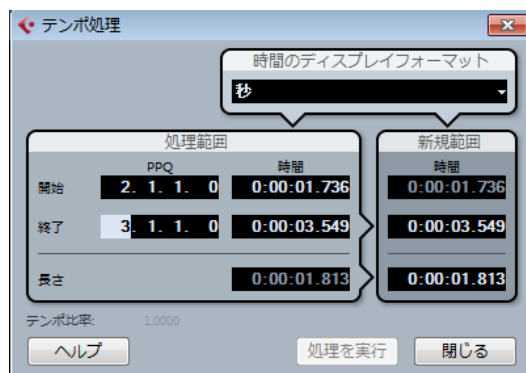 テンポ処理
時間のディスプレイフォーマット
秒
処理範囲
新規範囲
PPQ
時間
時間
開始
2. 1. 1. 0
0:00:01.736
0:00:01.736
終了
3. 1. 1. 0
0:00:03.549
0:00:03.549
長さ
0:00:01.813
0:00:01.813
テンポ比率:
1.0000
ヘルプ
処理を実行
閉じる